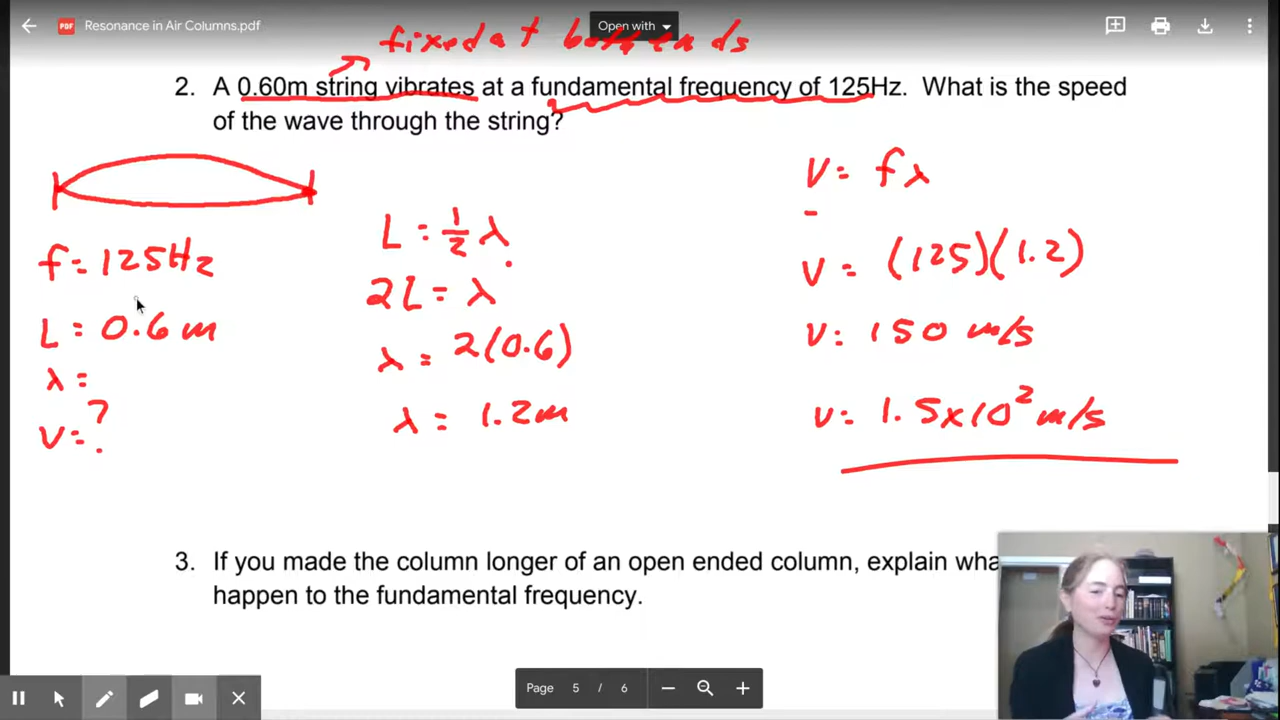 Resonance in Air Columns.pdf
PDF
Open with
fixed at both ends
2. A 0.60m string vibrates at a fundamental frequency of 125Hz. What is the speed
of the wave through the string?
f = 125Hz
L = 0.6 m
λ =
v = ?
L = 1/2 λ
2L = λ
λ = 2(0.6)
λ = 1.2m
v = fλ
v = (125)(1.2)
v = 150 m/s
v = 1.5x10² m/s
3. If you made the column longer of an open ended column, explain wha
happen to the fundamental frequency.
Page 5 / 6